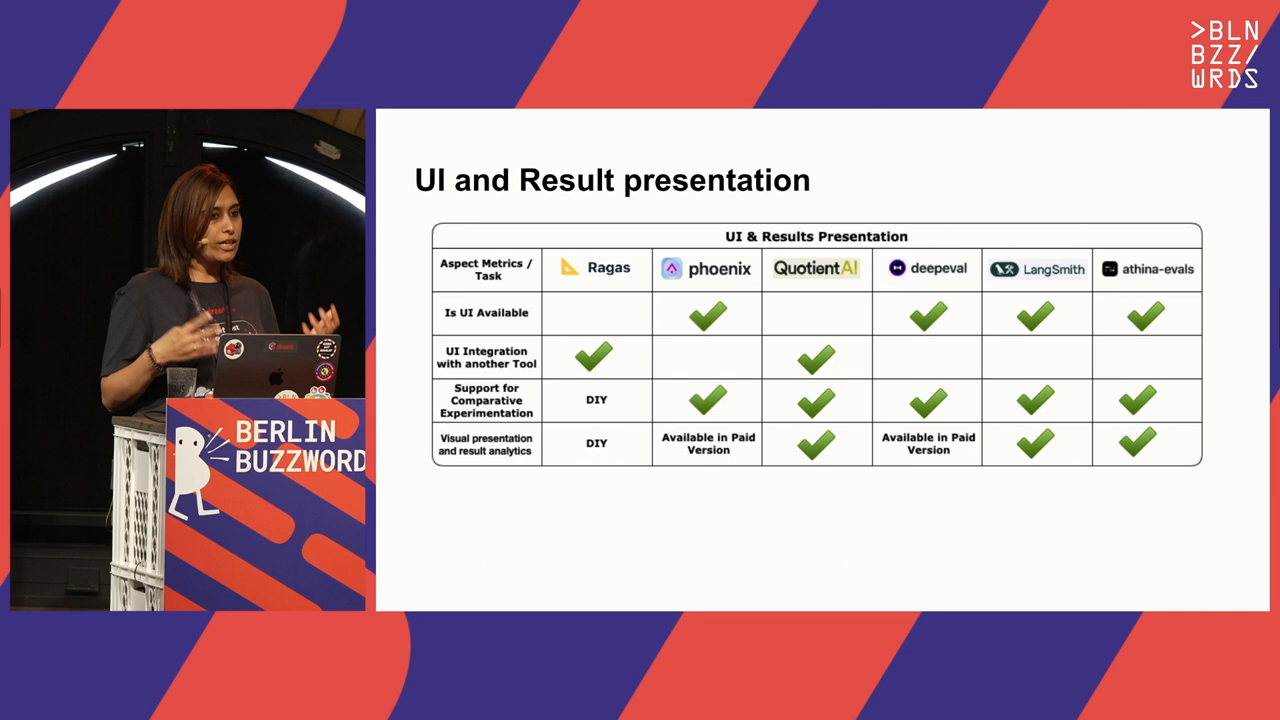 >BLN
BZZ/
WRDS
UI and Result presentation
UI & Results Presentation
Aspect Metrics /
Task
Ragas
phoenix
QuotientAI
deepeval
LangSmith
athina-evals
Is UI Available
UI Integration
with another Tool
Support for
Comparative
Experimentation
DIY
Visual presentation
and result analytics
DIY
Available in Paid
Version
Available in Paid
Version
BERLIN
BUZZWORD